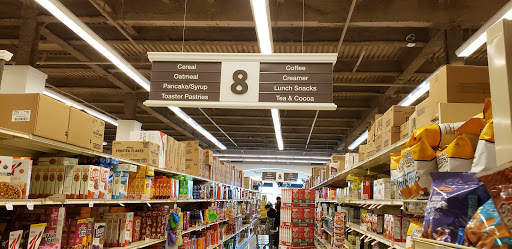 Cereal
Oatmeal
Pancake/Syrup
Toaster Pastries
8
Coffee
Creamer
Lunch Snacks
Tea & Cocoa